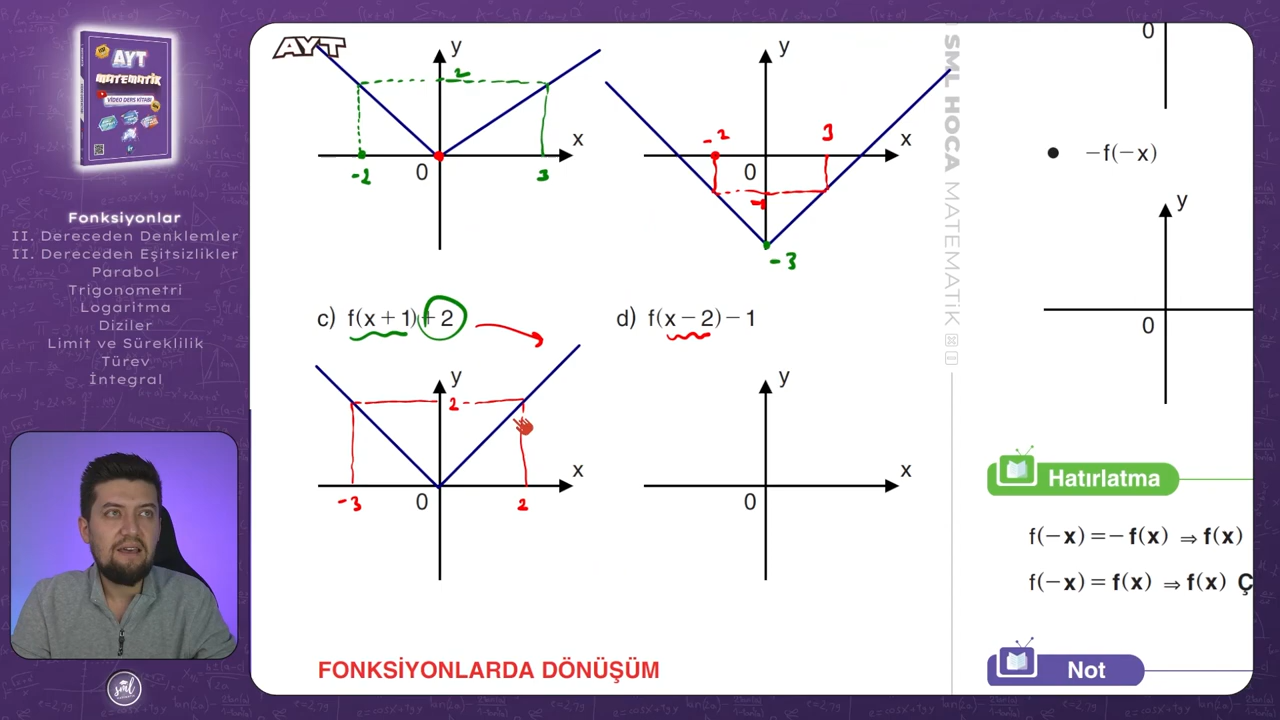 AYT
MATEMATİK
VİDEO DERS KİTABI
Fonksiyonlar
II. Dereceden Denklemler
II. Dereceden Eşitsizlikler
Parabol
Trigonometri
Logaritma
Diziler
Limit ve Süreklilik
Türev
İntegral
sml
AYT
y
2
x
0
-2
3
y
-2
3
x
0
-1
-3
c) f(x+1)+2
y
2
x
0
-3
2
d) f(x−2)−1
y
x
0
FONKSİYONLARDA DÖNÜŞÜM
SML HOCA MATEMATİK
0
● −f(−x)
y
0
Hatırlatma
f(−x)=−f(x) ⇒ f(x)
f(−x)=f(x) ⇒ f(x) Ç
Not